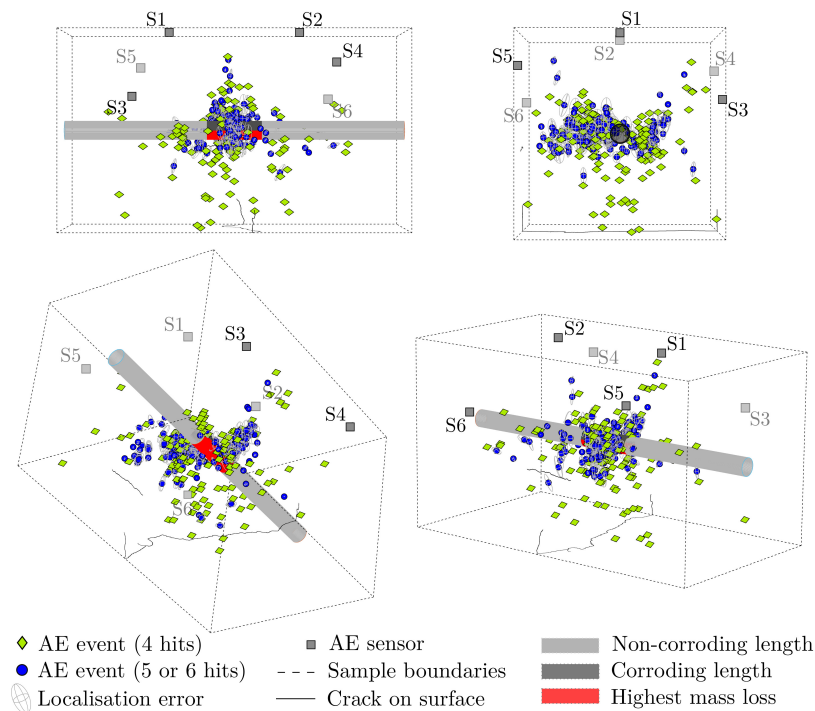 S1
S2
S5
S4
S3
S6
S1
S2
S5
S4
S6
S3
S1
S3
S5
S2
S4
S6
S2
S4
S1
S5
S3
S6
AE event (4 hits)
AE event (5 or 6 hits)
Localisation error
AE sensor
Sample boundaries
Crack on surface
Non-corroding length
Corroding length
Highest mass loss